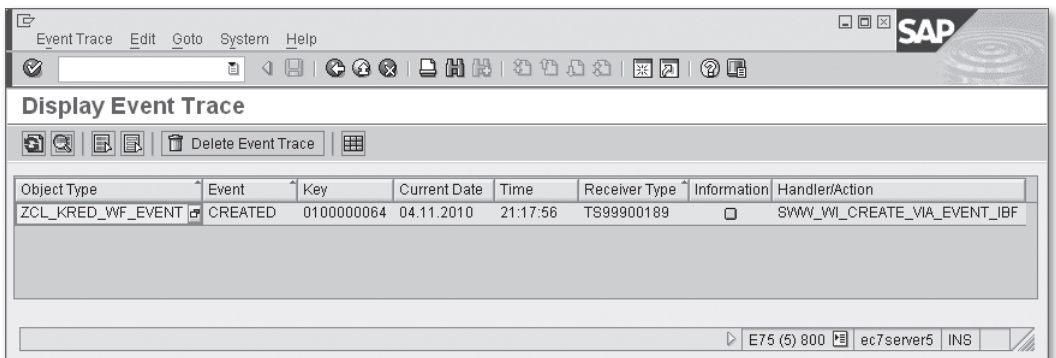 SAP
Event Trace Edit Goto System Help
Display Event Trace
Delete Event Trace
Object Type Event Key Current Date Time Receiver Type Information Handler/Action
ZCL_KRED_WF_EVENT CREATED 0100000064 04.11.2010 21:17:56 TS99900189 SWW_WI_CREATE_VIA_EVENT_IBF
E75 (5) 800 ec7server5 INS